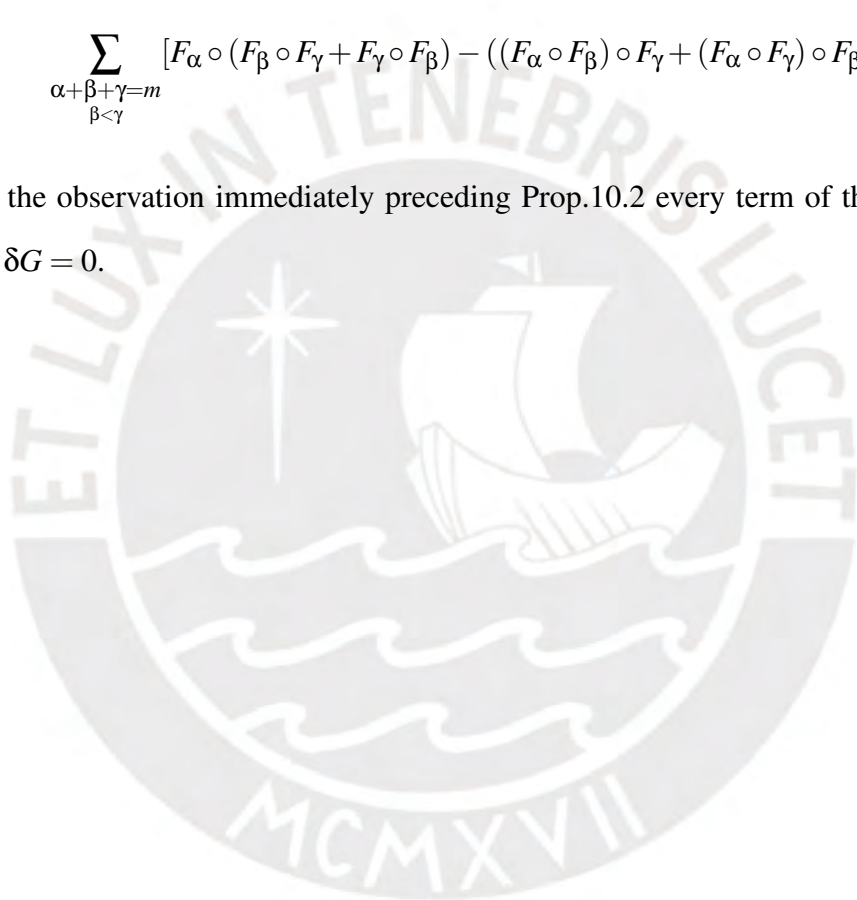 ∑ [F_α ∘ (F_β ∘ F_γ + F_γ ∘ F_β) − ((F_α ∘ F_β) ∘ F_γ + (F_α ∘ F_γ) ∘ F_β
α+β+γ=m
β<γ
the observation immediately preceding Prop.10.2 every term of
δG = 0.
ET LUX IN TENEBRIS LUCET
MCMXVII